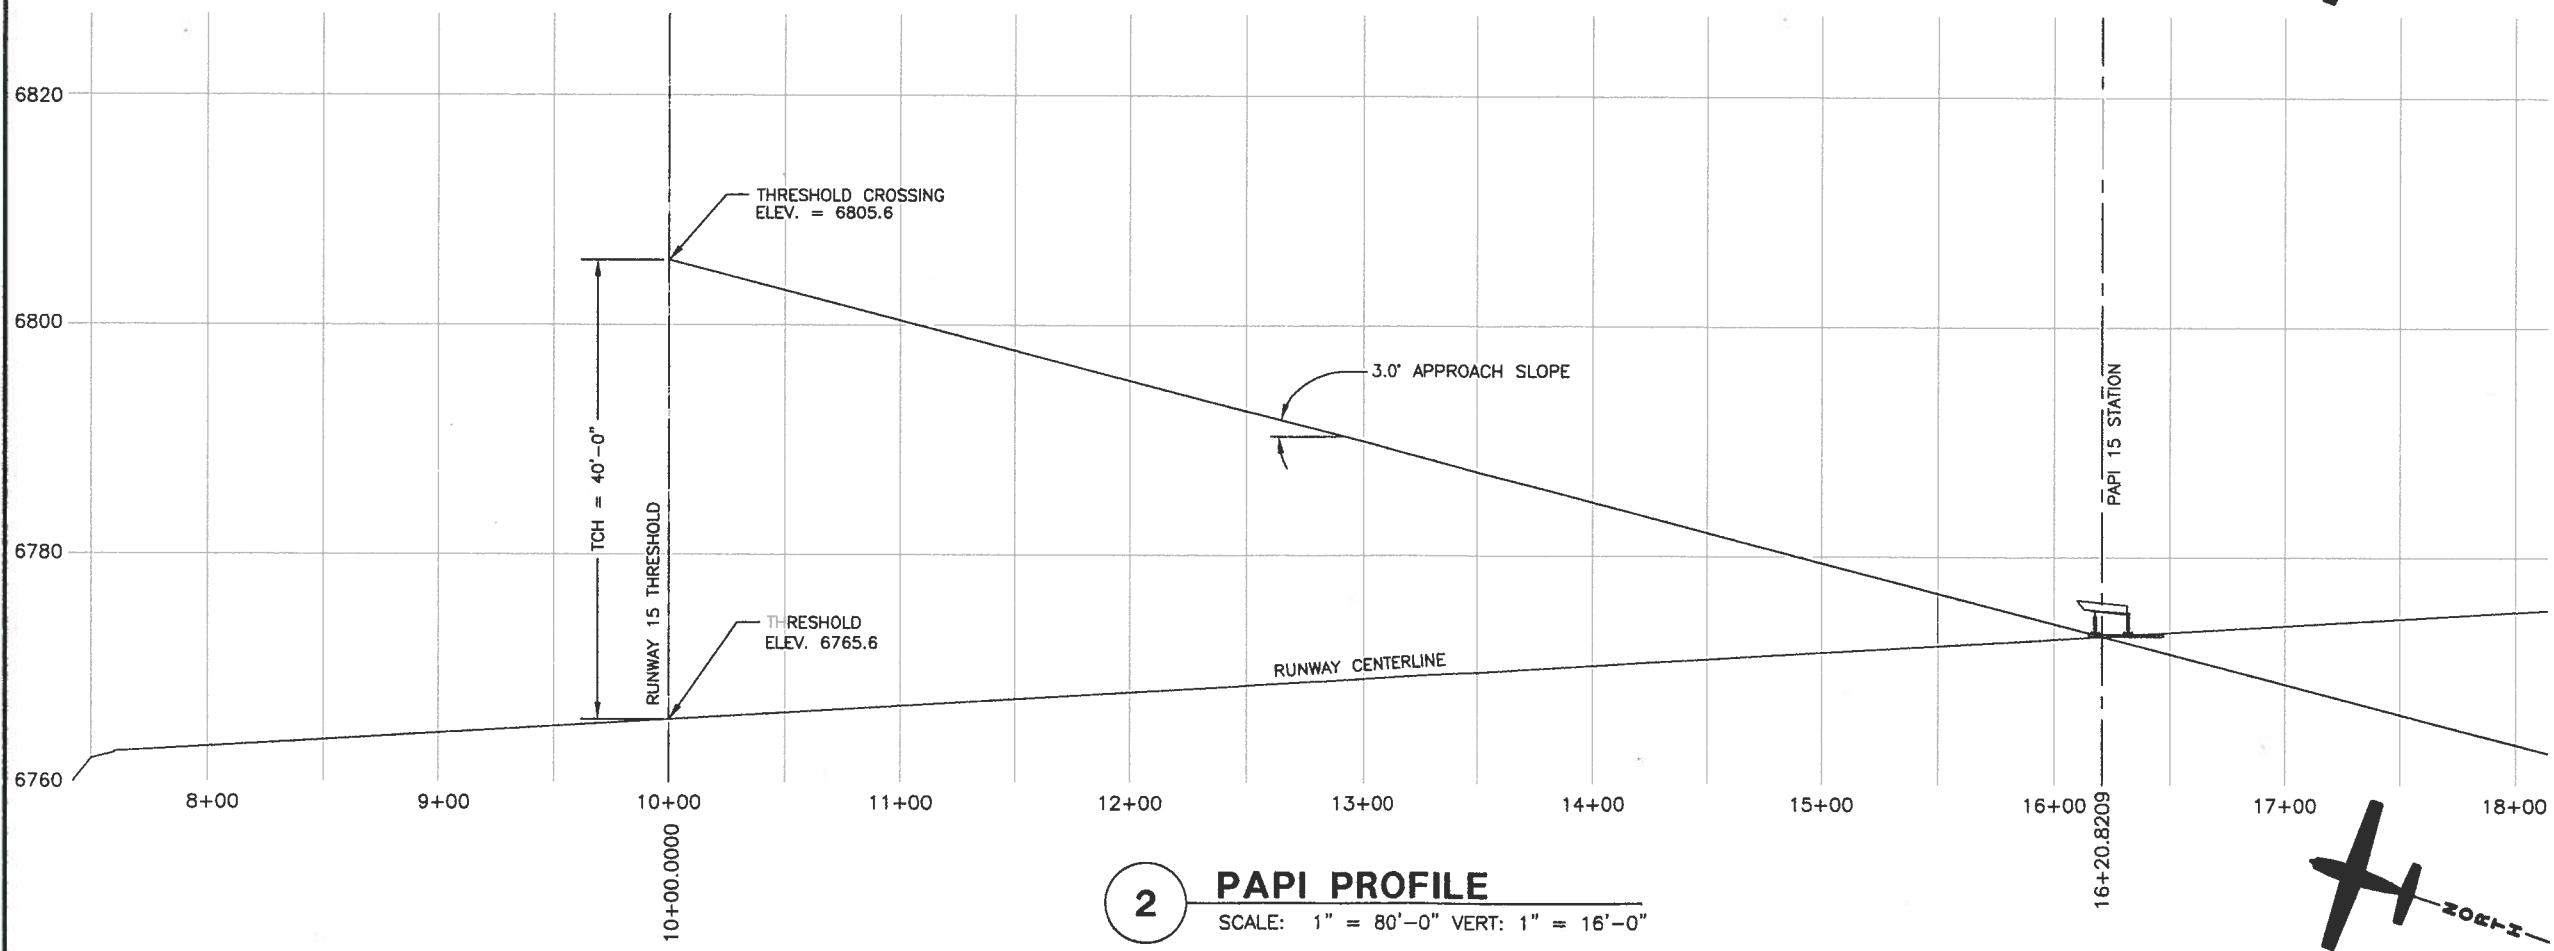 6820
THRESHOLD CROSSING
ELEV. = 6805.6
6800
3.0° APPROACH SLOPE
PAPI 15 STATION
TCH = 40'-0"
RUNWAY 15 THRESHOLD
6780
THRESHOLD
ELEV. 6765.6
RUNWAY CENTERLINE
6760
8+00
9+00
10+00
11+00
12+00
13+00
14+00
15+00
16+00
17+00
18+00
10+00.0000
16+20.8209
2
PAPI PROFILE
SCALE: 1" = 80'-0" VERT: 1" = 16'-0"
NORTH